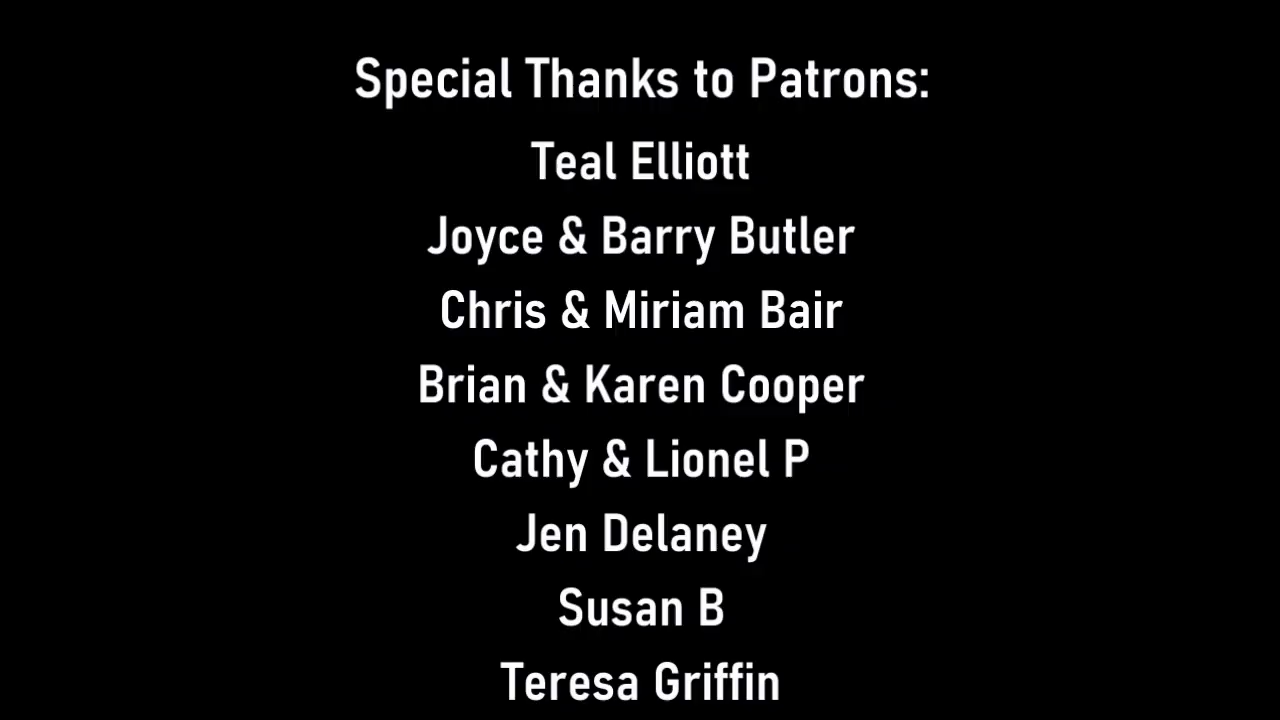 Special Thanks to Patrons:
Teal Elliott
Joyce & Barry Butler
Chris & Miriam Bair
Brian & Karen Cooper
Cathy & Lionel P
Jen Delaney
Susan B
Teresa Griffin